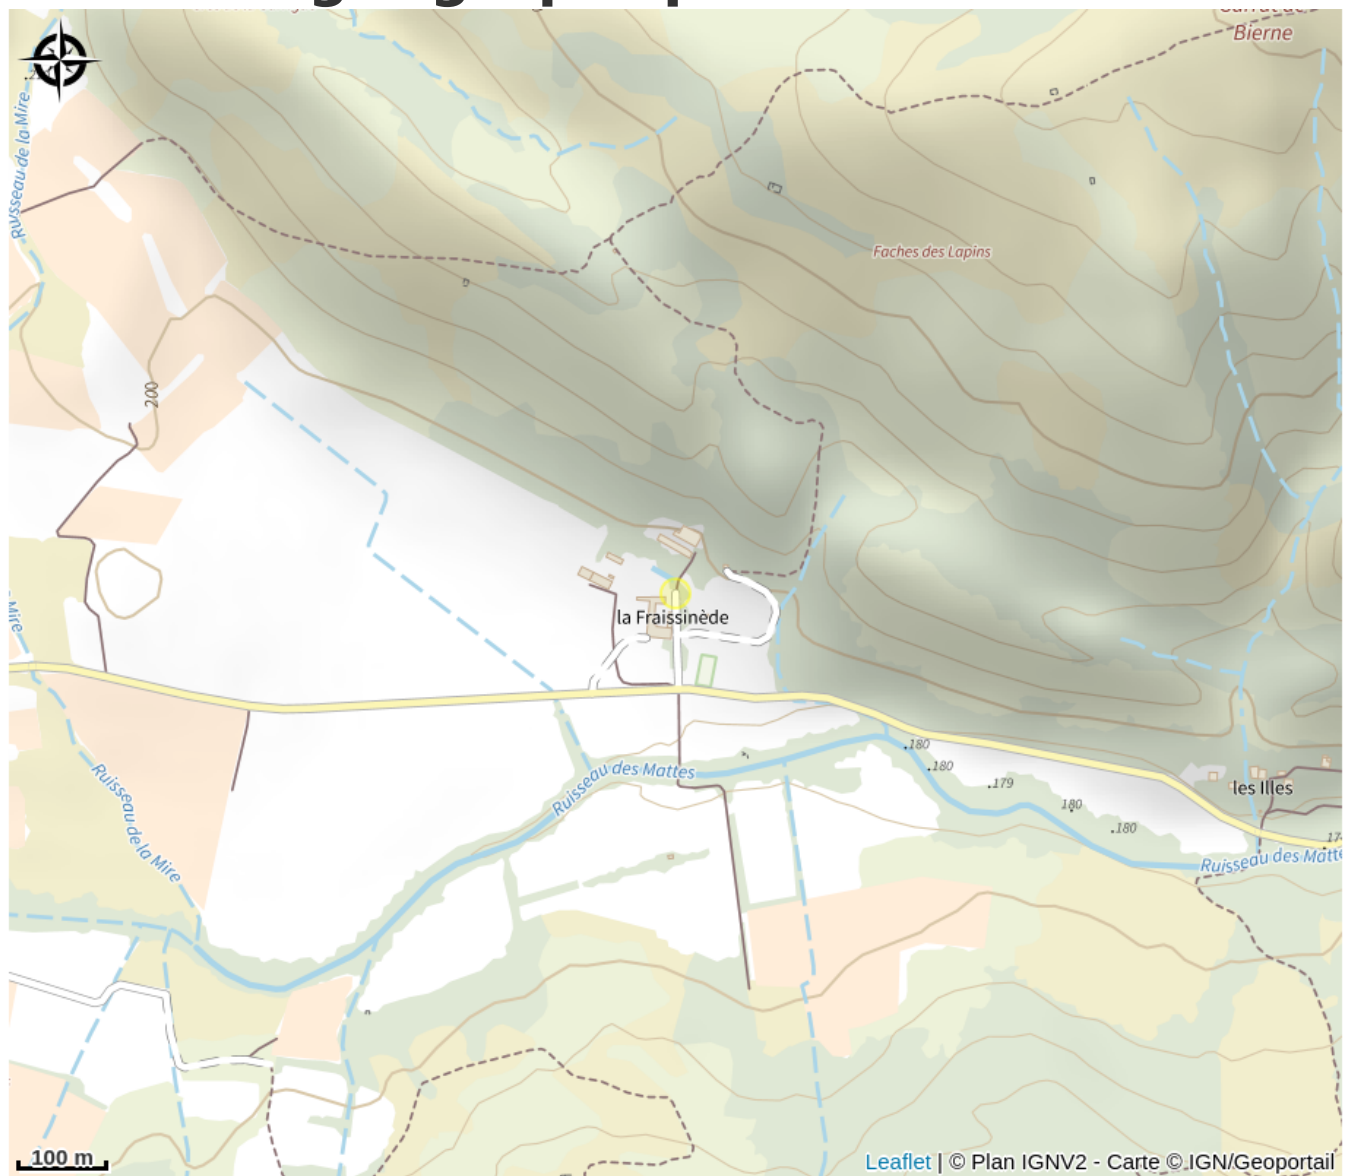 Bierne
Ruisseau de la Mire
Faches des Lapins
200
la Fraissinède
Mire
Ruisseau des Mattes
180
180
179
180
180
les Illes
Ruisseau de la Mire
Ruisseau des Matte
100 m
Leaflet | © Plan IGNV2 - Carte © IGN/Geoportail